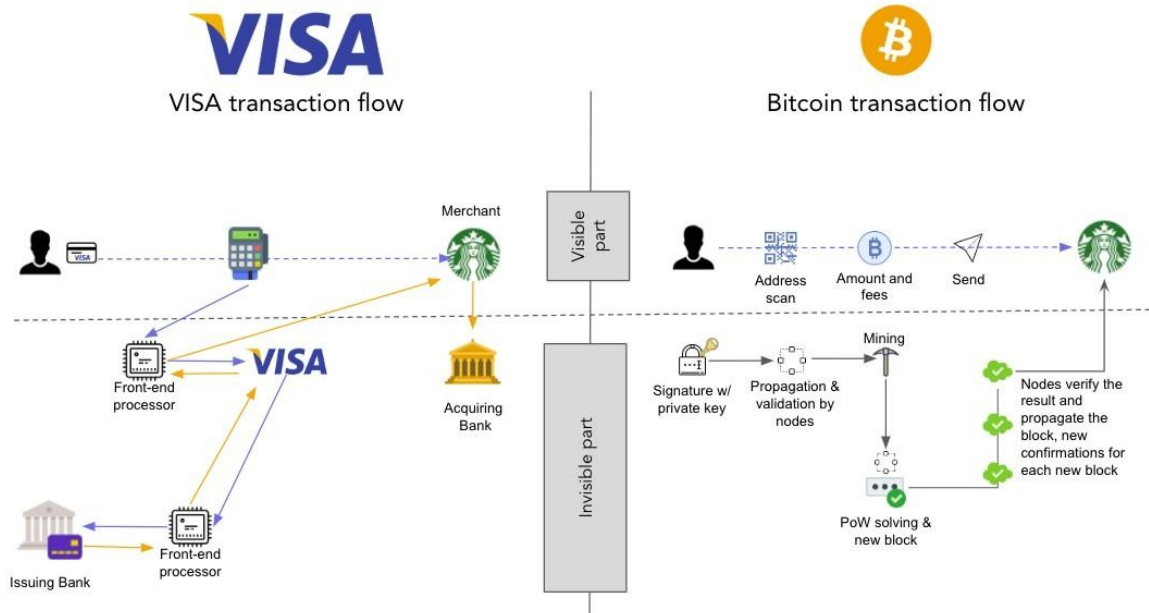 VISA
VISA transaction flow
Bitcoin transaction flow
Merchant
VISA
Visible
part
Address
scan
Amount and
fees
Send
Front-end
processor
VISA
Acquiring
Bank
Issuing Bank
Front-end
processor
Invisible part
Signature w/
private key
Propagation &
validation by
nodes
Mining
PoW solving &
new block
Nodes verify the
result and
propagate the
block, new
confirmations for
each new block